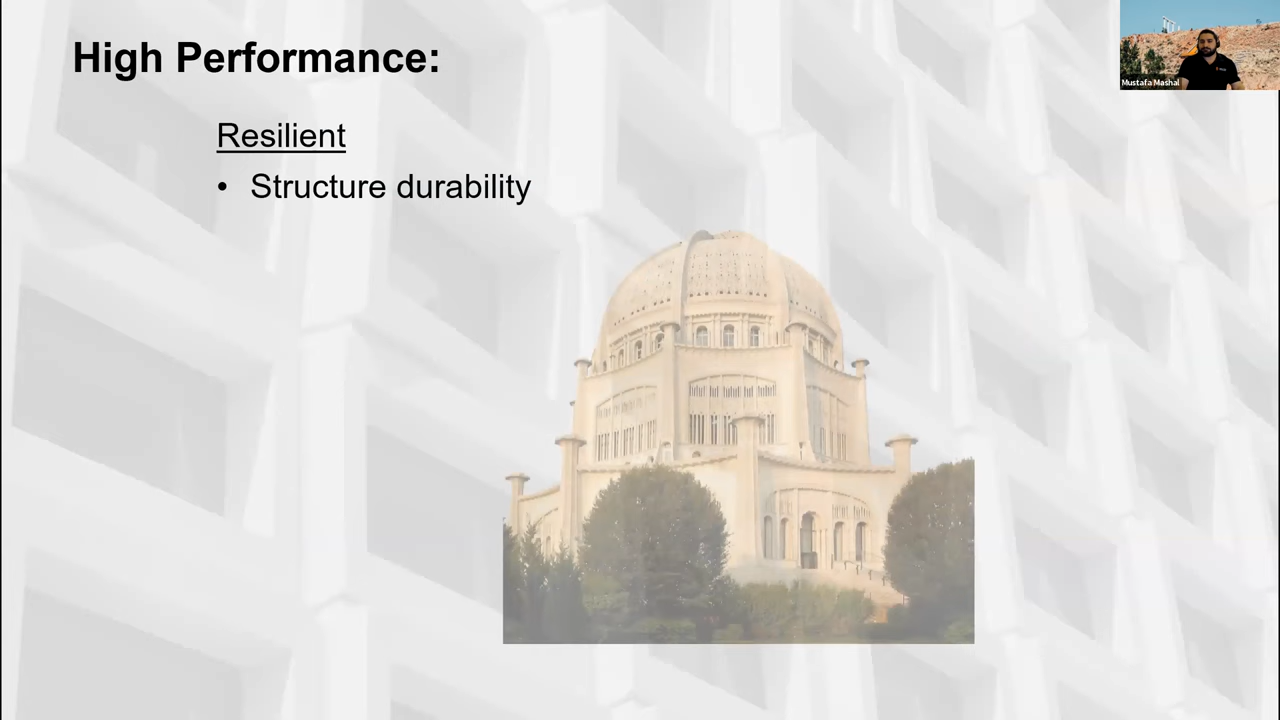 High Performance:
Resilient
• Structure durability
Mustafa Mashal